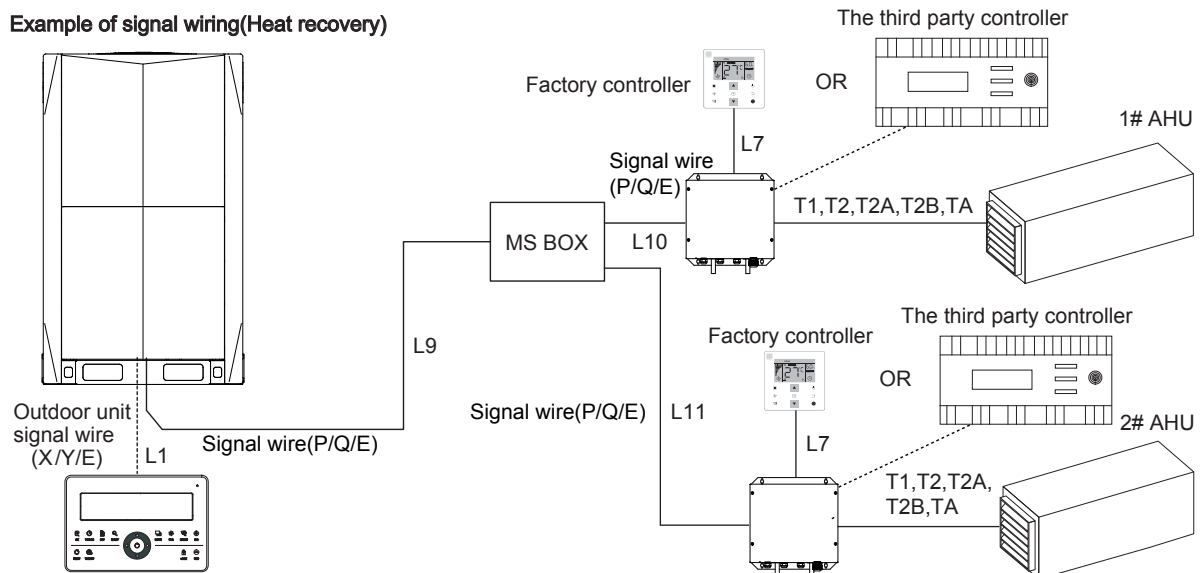 Example of signal wiring(Heat recovery)
The third party controller
Factory controller
OR
1# AHU
L7
Signal wire
(P/Q/E)
T1,T2,T2A,T2B,TA
MS BOX
L10
The third party controller
Factory controller
L9
OR
Outdoor unit
signal wire
(X/Y/E)
L1
Signal wire(P/Q/E)
Signal wire(P/Q/E)
L11
2# AHU
L7
T1,T2,T2A,
T2B,TA